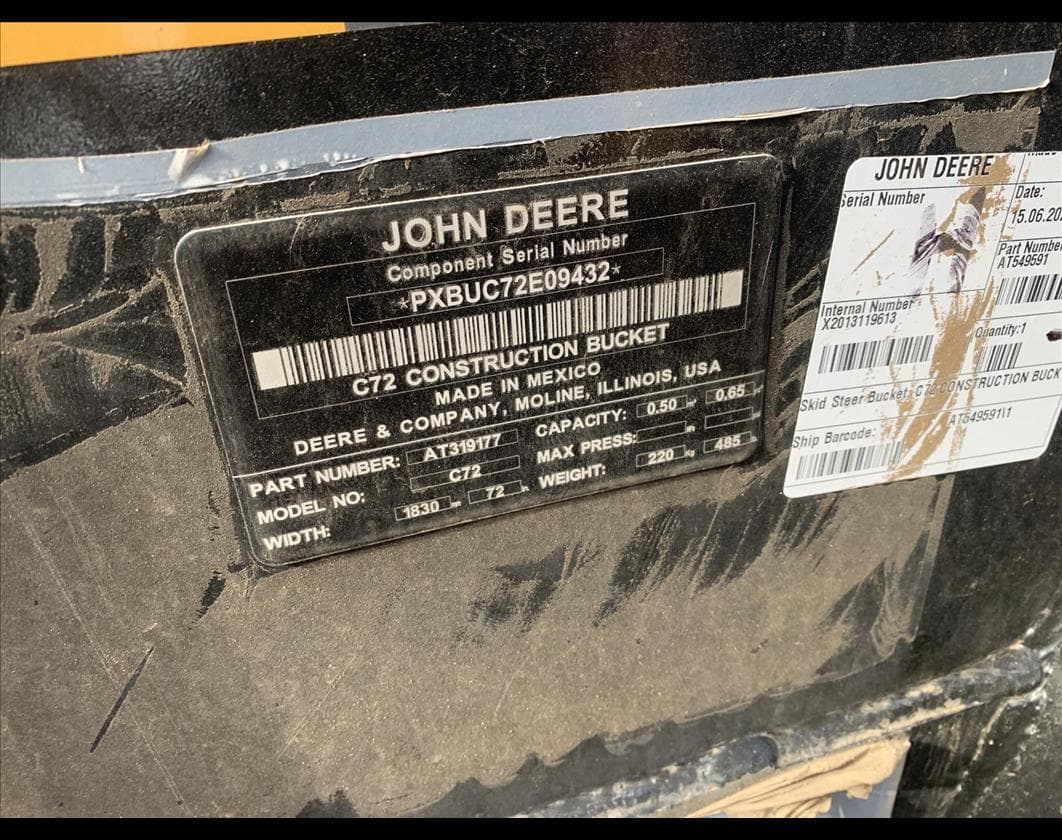 JOHN DEERE
Component Serial Number
*PXBUC72E09432*
C72 CONSTRUCTION BUCKET
MADE IN MEXICO
DEERE & COMPANY, MOLINE, ILLINOIS, USA
PART NUMBER: AT319177 CAPACITY: 0.50 0.65
MODEL NO: C72 MAX PRESS:
WIDTH: 1830 72 WEIGHT: 220 kg 485
JOHN DEERE
Serial Number
Date:
15.06.20
Part Number
AT549591
Internal Number
X2013119613
Quantity:1
Skid Steer Bucket, C72 CONSTRUCTION BUCK
Ship Barcode: AT549591|1